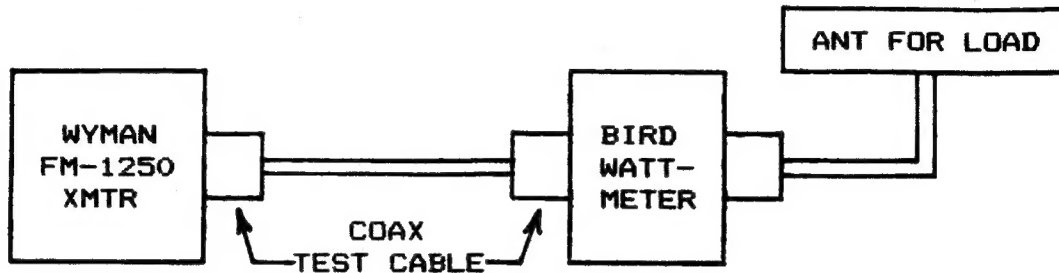 ANT FOR LOAD
WYMAN
FM-1250
XMTR
BIRD
WATT-
METER
COAX
TEST CABLE